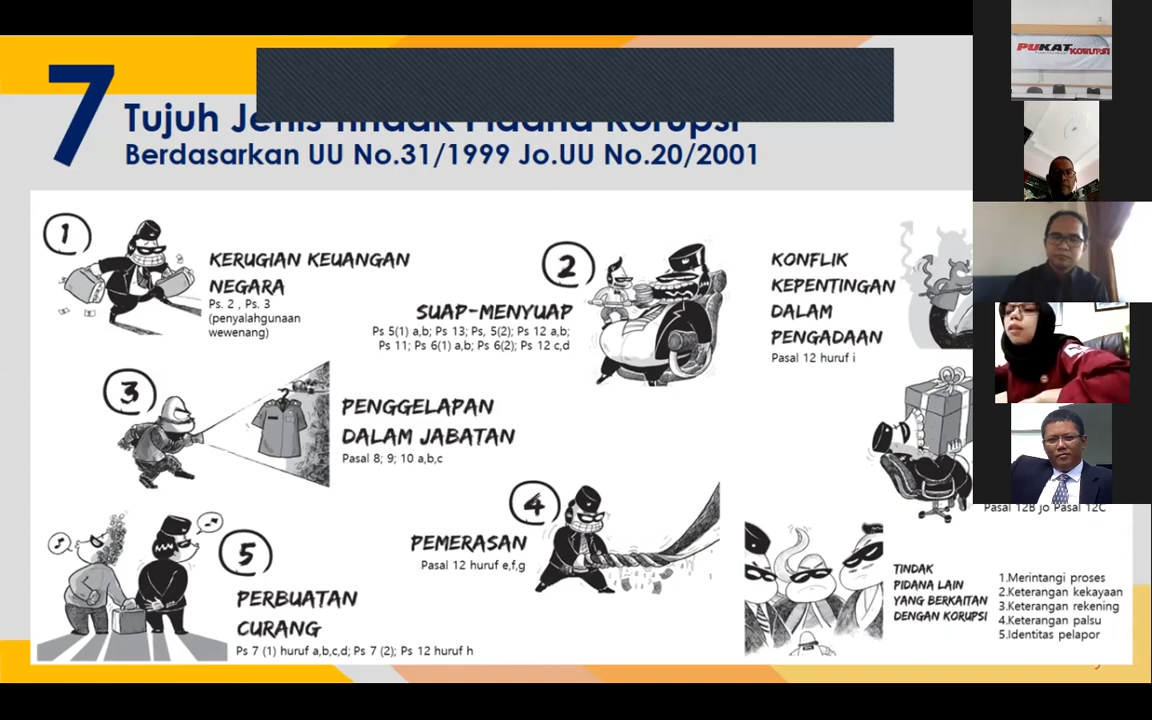 7
Tujuh Jenis Tindak Pidana Korupsi
Berdasarkan UU No.31/1999 Jo.UU No.20/2001
1
KERUGIAN KEUANGAN
NEGARA
Ps. 2 , Ps. 3
(penyalahgunaan
wewenang)
2
SUAP-MENYUAP
Ps 5(1) a,b; Ps 13; Ps, 5(2); Ps 12 a,b;
Ps 11; Ps 6(1) a,b; Ps 6(2); Ps 12 c,d
KONFLIK
KEPENTINGAN
DALAM
PENGADAAN
Pasal 12 huruf i
3
PENGGELAPAN
DALAM JABATAN
Pasal 8; 9; 10 a,b,c
4
PEMERASAN
Pasal 12 huruf e,f,g
Pasal 12B jo Pasal 12C
5
PERBUATAN
CURANG
Ps 7 (1) huruf a,b,c,d; Ps 7 (2); Ps 12 huruf h
TINDAK
PIDANA LAIN
YANG BERKAITAN
DENGAN KORUPSI
1.Merintangi proses
2.Keterangan kekayaan
3.Keterangan rekening
4.Keterangan palsu
5.Identitas pelapor
PUKAT KORUPSI